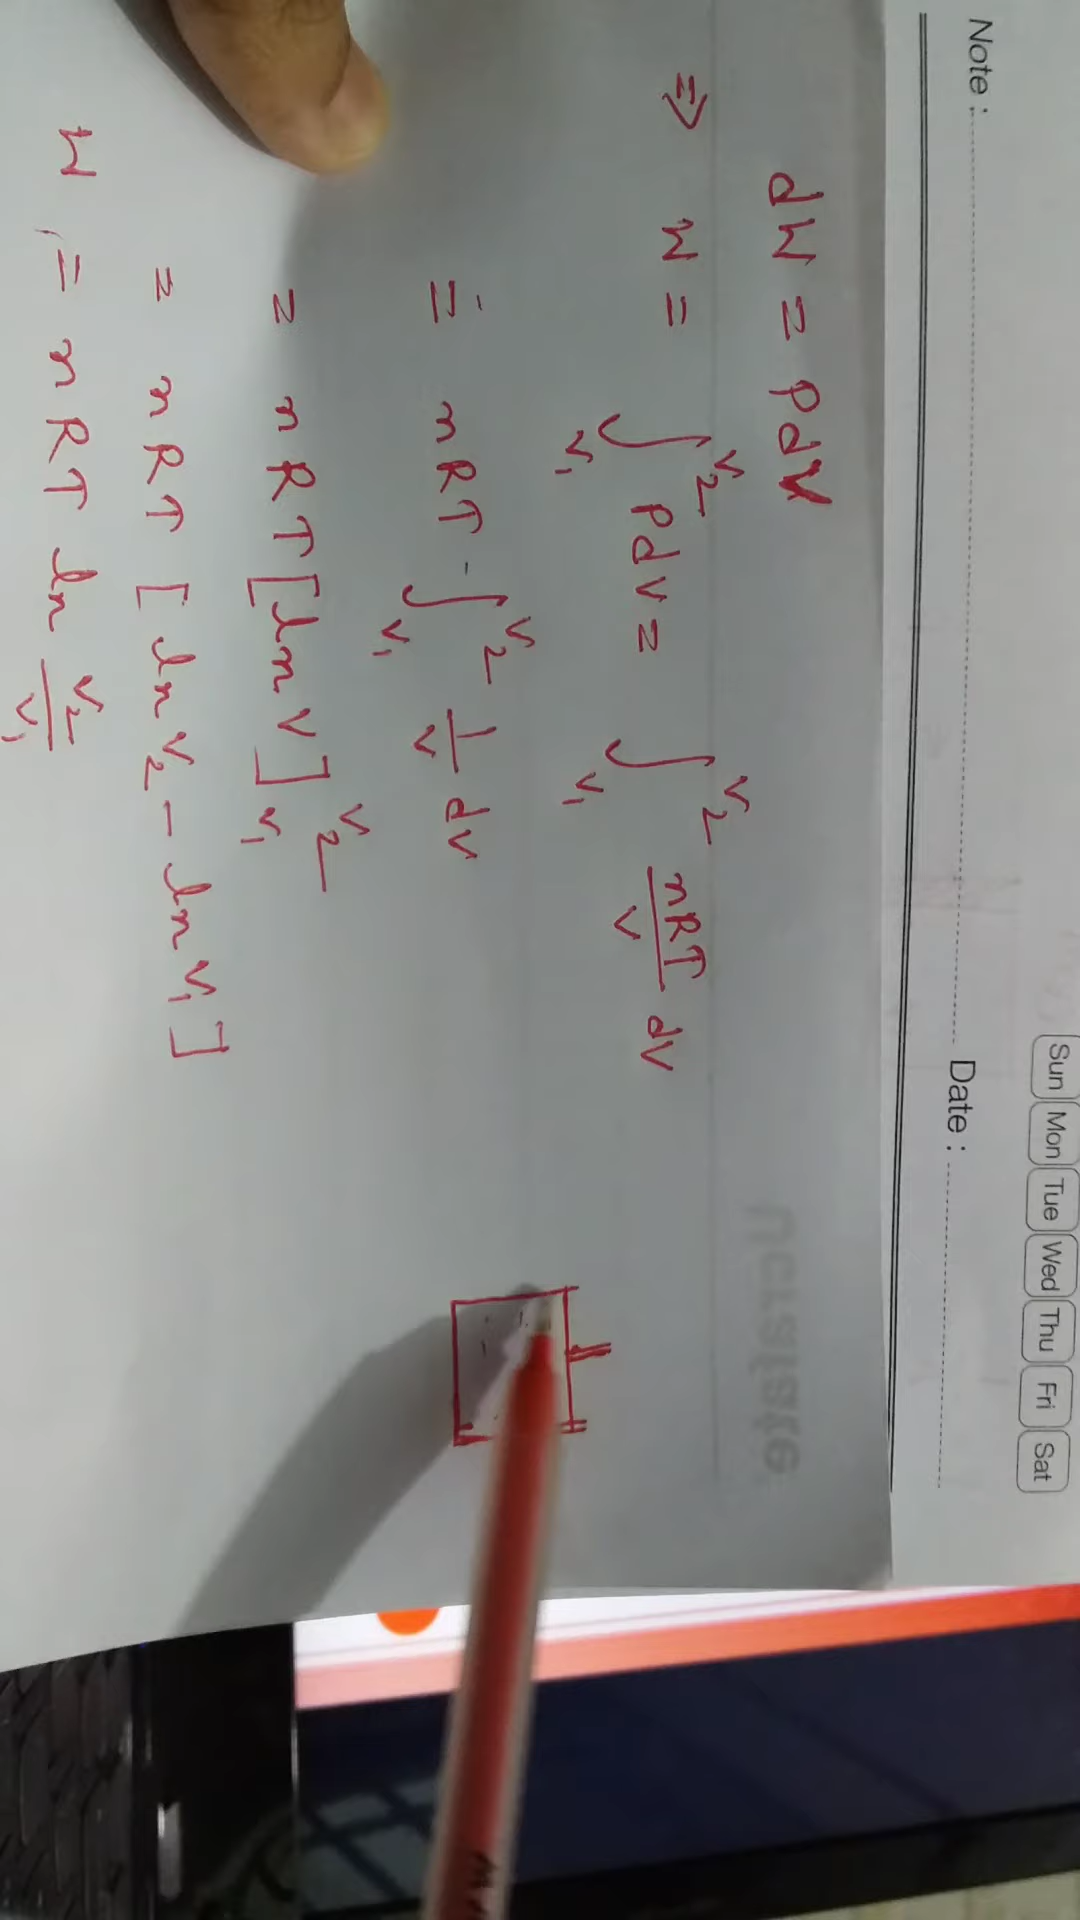 Sun Mon Tue Wed Thu Fri Sat
Note : Date :
dW = PdV
⇒ W = ∫_{V₁}^{V₂} PdV = ∫_{V₁}^{V₂} nRT/V dV
= nRT · ∫_{V₁}^{V₂} 1/V dV
= nRT [ln V]_{V₁}^{V₂}
= nRT [ln V₂ - ln V₁]
W = nRT ln V₂/V₁